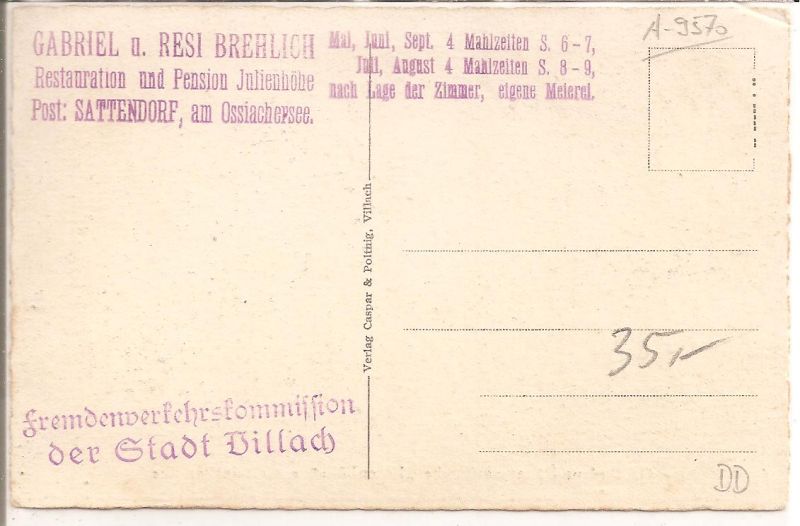 GABRIEL u. RESI BREHLICH
Restauration und Pension Julienhöhe
Post: SATTENDORF, am Ossiachersee.
Mai, Juni, Sept. 4 Mahlzeiten S. 6-7,
Juli, August 4 Mahlzeiten S. 8-9,
nach Lage der Zimmer, eigene Meierei.
A-9570
Verlag Caspar & Poltnig, Villach
35,-
Fremdenverkehrskommission
der Stadt Villach
DD